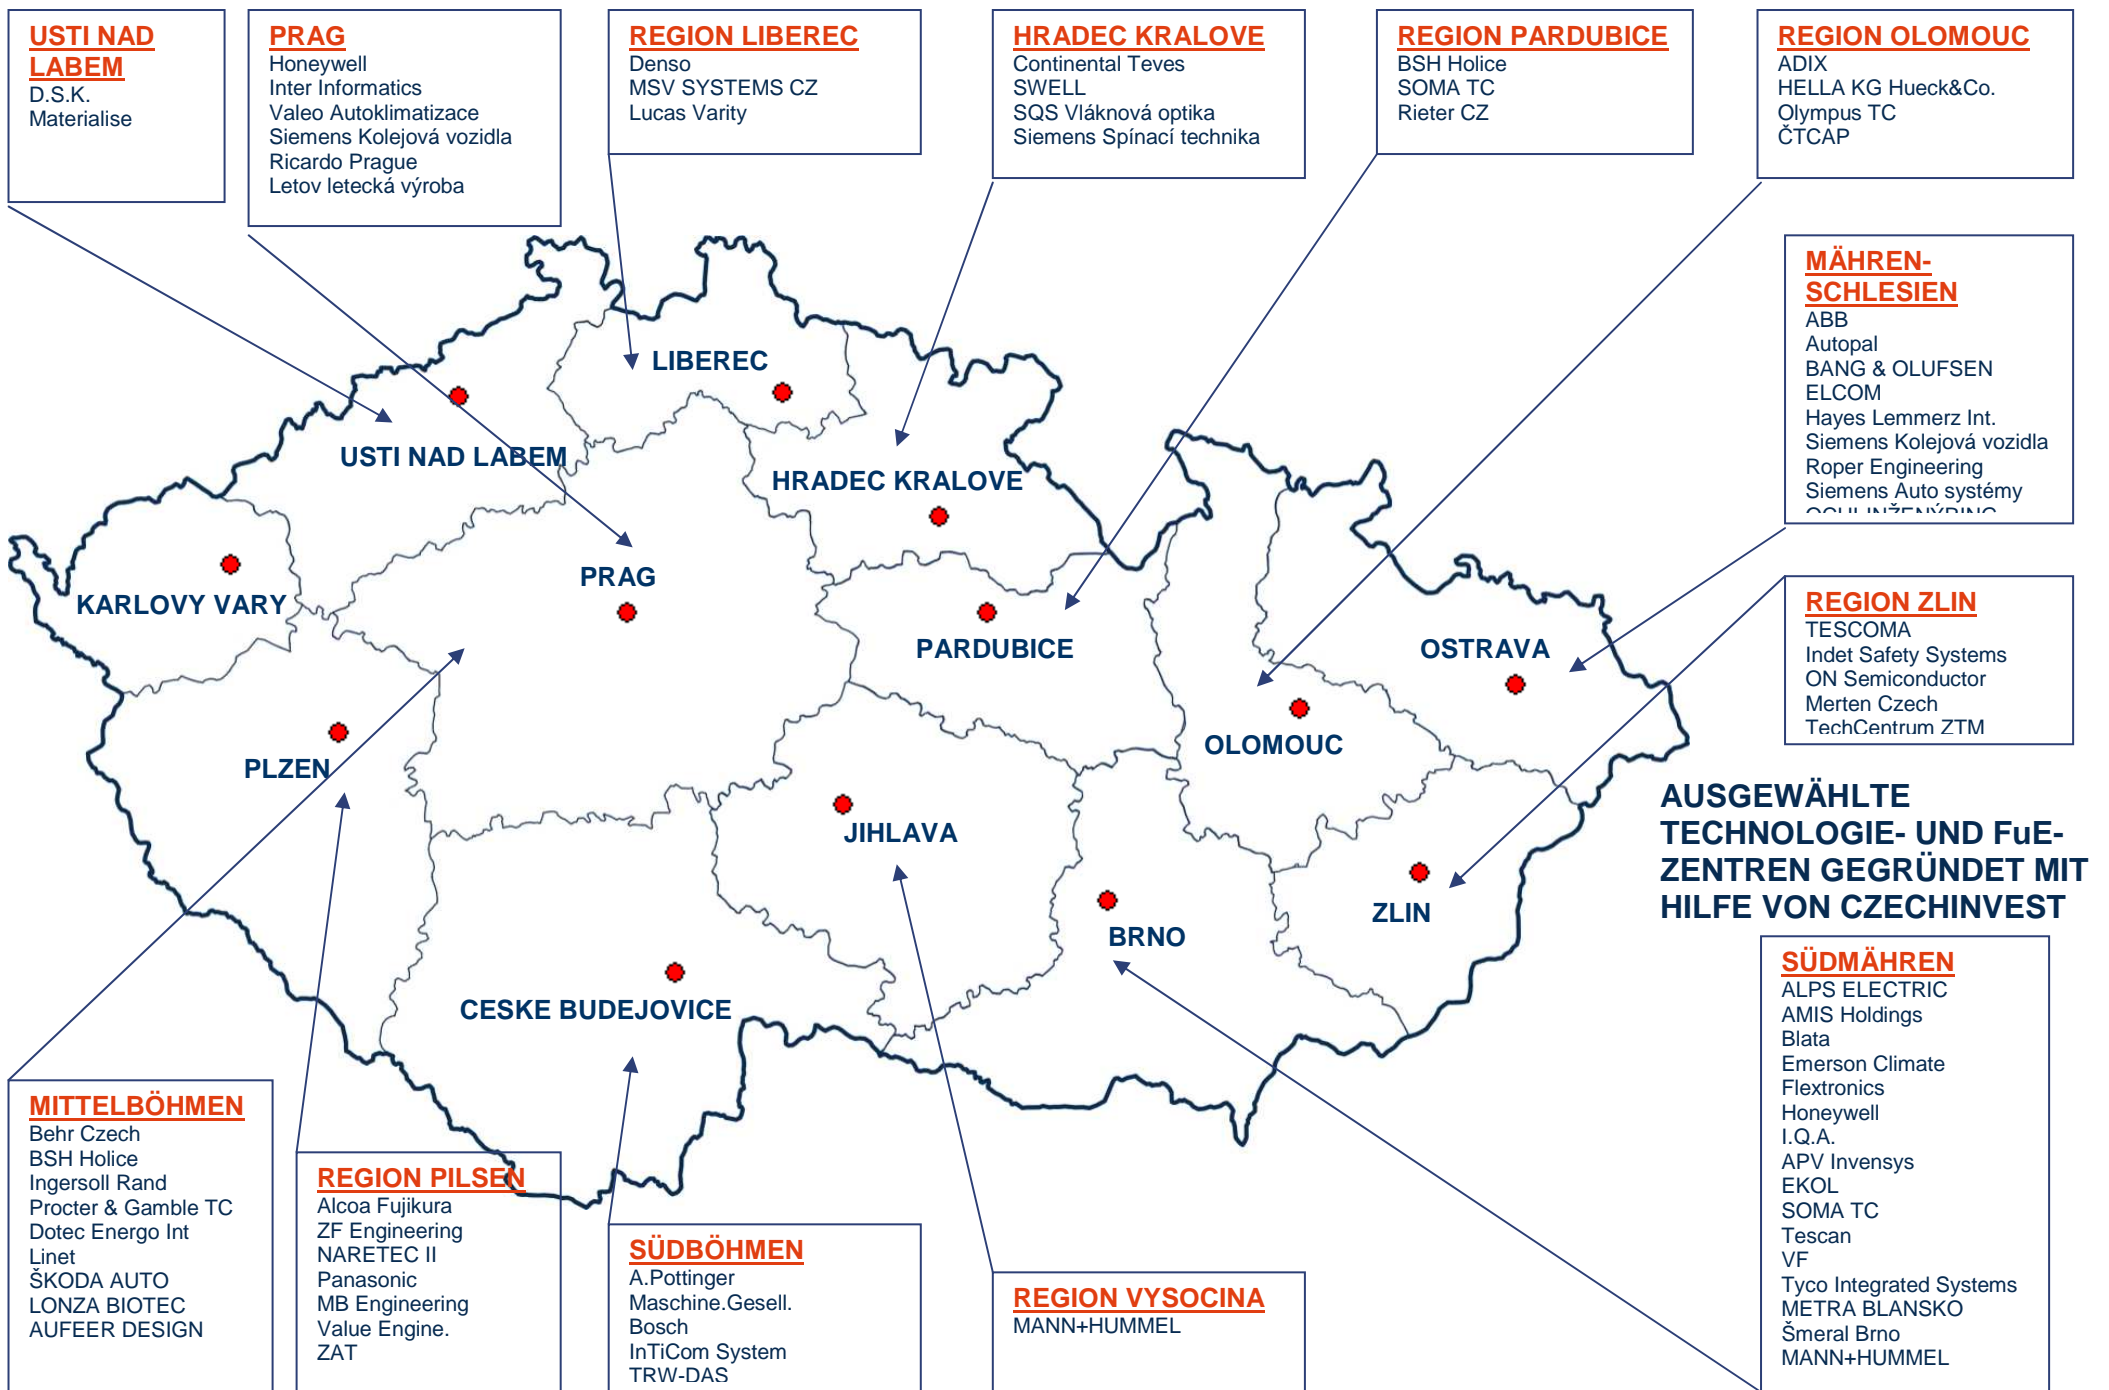 USTI NAD
LABEM
D.S.K.
Materialise
PRAG
Honeywell
Inter Informatics
Valeo Autoklimatizace
Siemens Kolejová vozidla
Ricardo Prague
Letov letecká výroba
REGION LIBEREC
Denso
MSV SYSTEMS CZ
Lucas Varity
HRADEC KRALOVE
Continental Teves
SWELL
SQS Vláknová optika
Siemens Spínací technika
REGION PARDUBICE
BSH Holice
SOMA TC
Rieter CZ
REGION OLOMOUC
ADIX
HELLA KG Hueck&Co.
Olympus TC
ČTCAP
MÄHREN-
SCHLESIEN
ABB
Autopal
BANG & OLUFSEN
ELCOM
Hayes Lemmerz Int.
Siemens Kolejová vozidla
Roper Engineering
Siemens Auto systémy
REGION ZLIN
TESCOMA
Indet Safety Systems
ON Semiconductor
Merten Czech
TechCentrum ZTM
LIBEREC
USTI NAD LABEM
HRADEC KRALOVE
PRAG
KARLOVY VARY
PARDUBICE
OSTRAVA
OLOMOUC
PLZEN
JIHLAVA
ZLIN
BRNO
CESKE BUDEJOVICE
AUSGEWÄHLTE
TECHNOLOGIE- UND FuE-
ZENTREN GEGRÜNDET MIT
HILFE VON CZECHINVEST
MITTELBÖHMEN
Behr Czech
BSH Holice
Ingersoll Rand
Procter & Gamble TC
Dotec Energo Int
Linet
ŠKODA AUTO
LONZA BIOTEC
AUFEER DESIGN
REGION PILSEN
Alcoa Fujikura
ZF Engineering
NARETEC II
Panasonic
MB Engineering
Value Engine.
ZAT
SÜDBÖHMEN
A.Pottinger
Maschine.Gesell.
Bosch
InTiCom System
TRW-DAS
REGION VYSOCINA
MANN+HUMMEL
SÜDMÄHREN
ALPS ELECTRIC
AMIS Holdings
Blata
Emerson Climate
Flextronics
Honeywell
I.Q.A.
APV Invensys
EKOL
SOMA TC
Tescan
VF
Tyco Integrated Systems
METRA BLANSKO
Šmeral Brno
MANN+HUMMEL